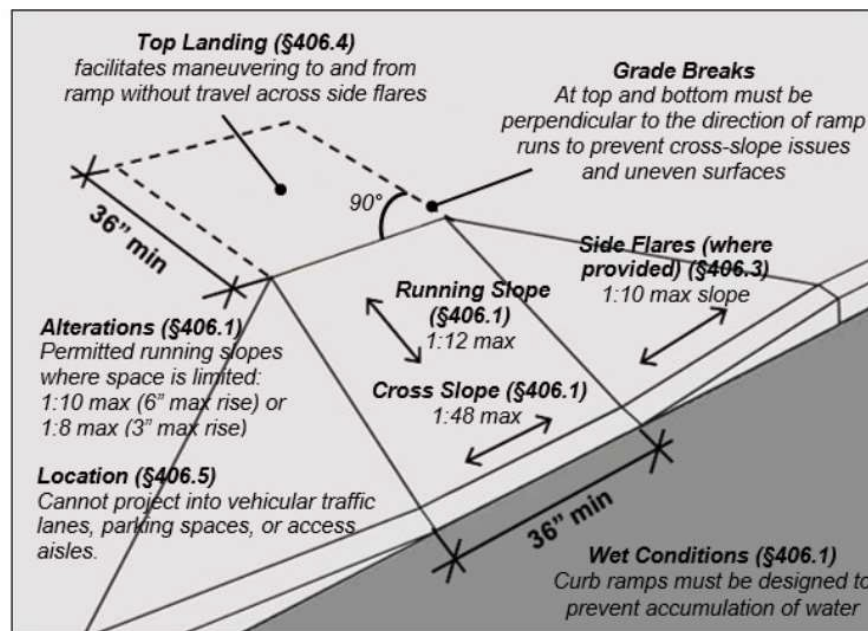 Top Landing (§406.4)
facilitates maneuvering to and from
ramp without travel across side flares
Grade Breaks
At top and bottom must be
perpendicular to the direction of ramp
runs to prevent cross-slope issues
and uneven surfaces
90°
36” min
Side Flares (where
provided) (§406.3)
1:10 max slope
Running Slope
(§406.1)
1:12 max
Alterations (§406.1)
Permitted running slopes
where space is limited:
1:10 max (6” max rise) or
1:8 max (3” max rise)
Cross Slope (§406.1)
1:48 max
Location (§406.5)
Cannot project into vehicular traffic
lanes, parking spaces, or access
aisles.
36” min
Wet Conditions (§406.1)
Curb ramps must be designed to
prevent accumulation of water